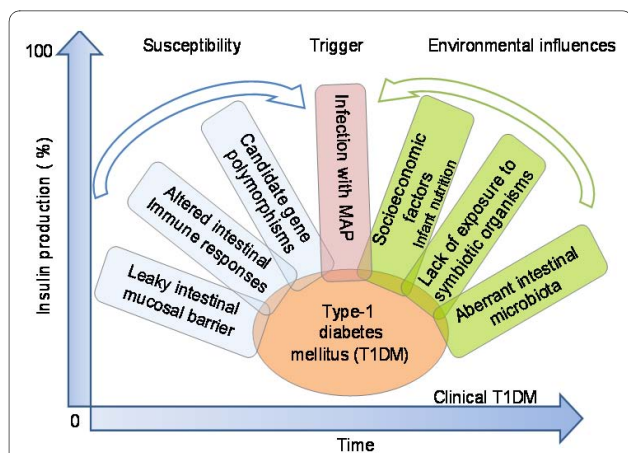 Susceptibility
Trigger
Environmental influences
100
Insulin production ( %)
Leaky intestinal
mucosal barrier
Altered intestinal
Immune responses
Candidate gene
polymorphisms
Infection with MAP
Socioeconomic
factors
Infant nutrition
Lack of exposure to
symbiotic organisms
Aberrant intestinal
microbiota
Type-1
diabetes
mellitus (T1DM)
Clinical T1DM
0
Time